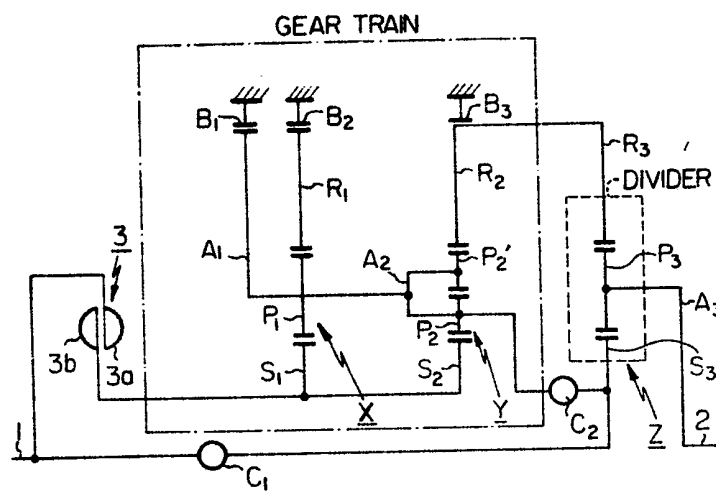 GEAR TRAIN
B1 B2 B3
R3
DIVIDER
R1 R2
3
A1 A2 P2'
P3
A3
3b 3a
P1 P2
S1 S2 S3
X Y Z
C2
1 2
C1